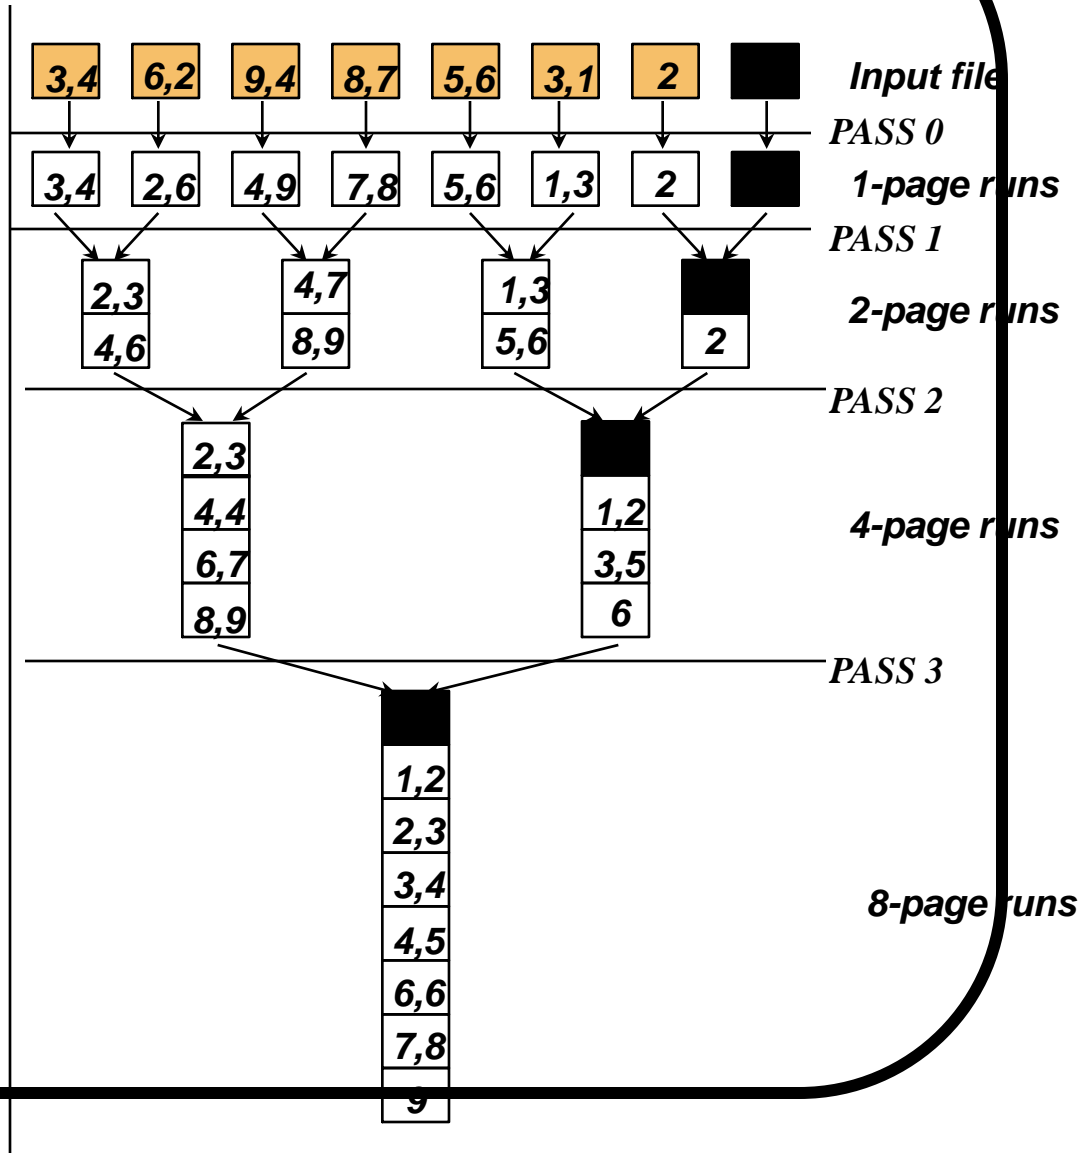 3,4 6,2 9,4 8,7 5,6 3,1 2 Input file
PASS 0
3,4 2,6 4,9 7,8 5,6 1,3 2 1-page runs
PASS 1
2,3 4,7 1,3
2-page runs
4,6 8,9 5,6 2
PASS 2
2,3
4,4 1,2
4-page runs
6,7 3,5
8,9 6
PASS 3
1,2
2,3
3,4
8-page runs
4,5
6,6
7,8
9